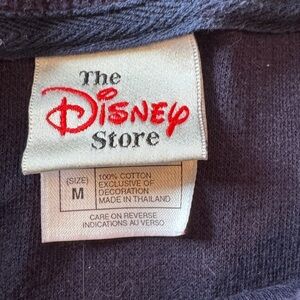 The
Disney
Store
(SIZE)
M
100% COTTON
EXCLUSIVE OF
DECORATION
MADE IN THAILAND
CARE ON REVERSE
INDICATIONS AU VERSO